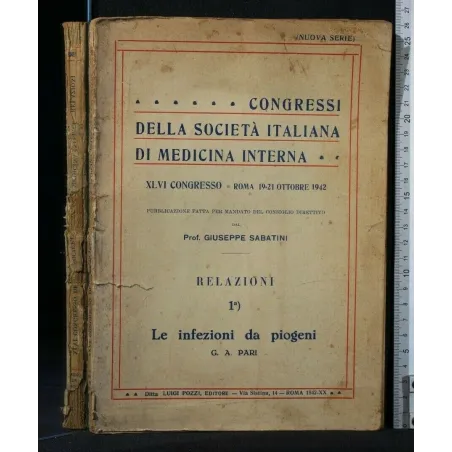 (NUOVA SERIE)
CONGRESSI
DELLA SOCIETÀ ITALIANA
DI MEDICINA INTERNA
XLVI CONGRESSO - ROMA 19-21 OTTOBRE 1942
PUBBLICAZIONE FATTA PER MANDATO DEL CONSIGLIO DIRETTIVO
DAL
Prof. GIUSEPPE SABATINI
RELAZIONI
1ª)
Le infezioni da piogeni
G. A. PARI
Ditta LUIGI POZZI, EDITORI - Via Sistina, 14 - ROMA 1942-XX